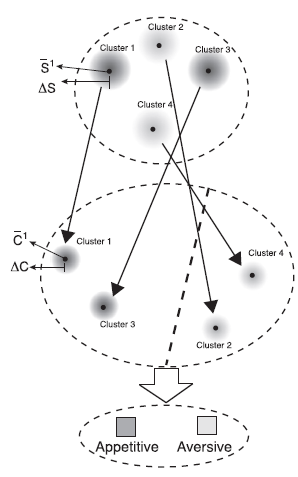 Cluster 2
Cluster 1
Cluster 3
S̄¹
ΔS
Cluster 4
C̄¹
Cluster 1
ΔC
Cluster 4
Cluster 3
Cluster 2
Appetitive
Aversive